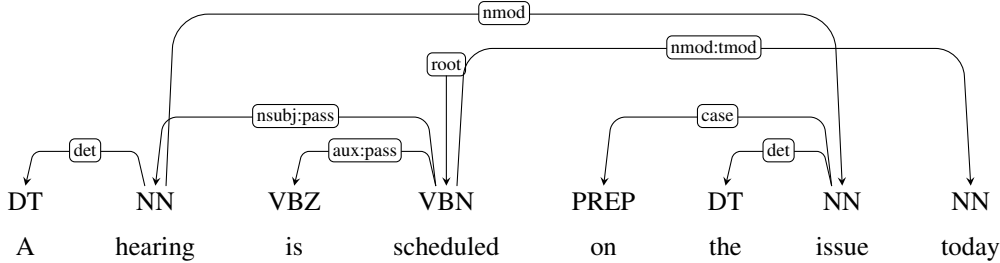 nmod
root nmod:tmod
nsubj:pass case
det aux:pass det
DT NN VBZ VBN PREP DT NN NN
A hearing is scheduled on the issue today